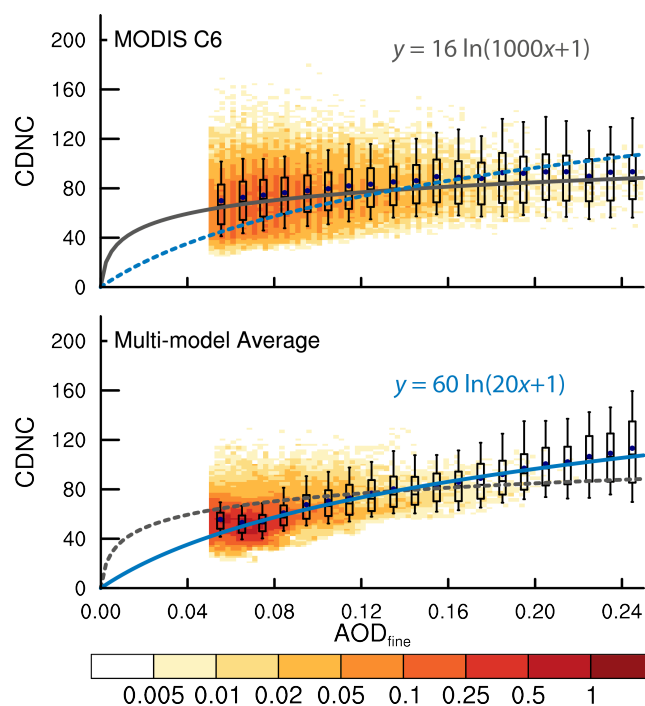 220
MODIS C6
y = 16 ln(1000x+1)
200
160
120
80
40
0
CDNC
Multi-model Average
y = 60 ln(20x+1)
200
160
120
80
40
0
CDNC
0.00 0.04 0.08 0.12 0.16 0.20 0.24
AOD_fine
0.005 0.01 0.02 0.05 0.1 0.25 0.5 1